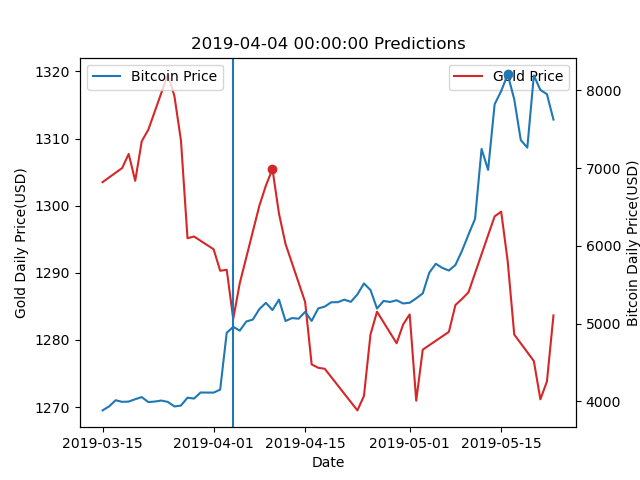 2019-04-04 00:00:00 Predictions
Bitcoin Price
Gold Price
1320
1310
1300
1290
1280
1270
Gold Daily Price(USD)
8000
7000
6000
5000
4000
Bitcoin Daily Price(USD)
2019-03-15
2019-04-01
2019-04-15
2019-05-01
2019-05-15
Date